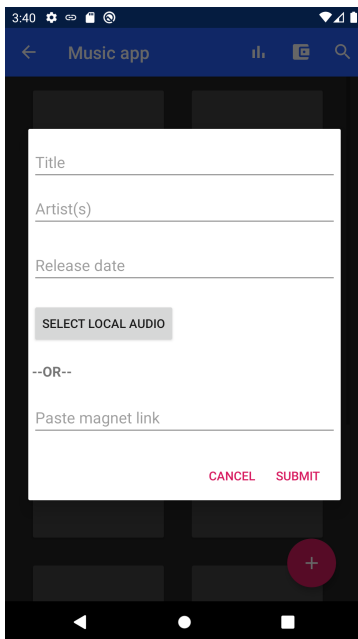 3:40
Music app
Title
Artist(s)
Release date
SELECT LOCAL AUDIO
--OR--
Paste magnet link
CANCEL SUBMIT